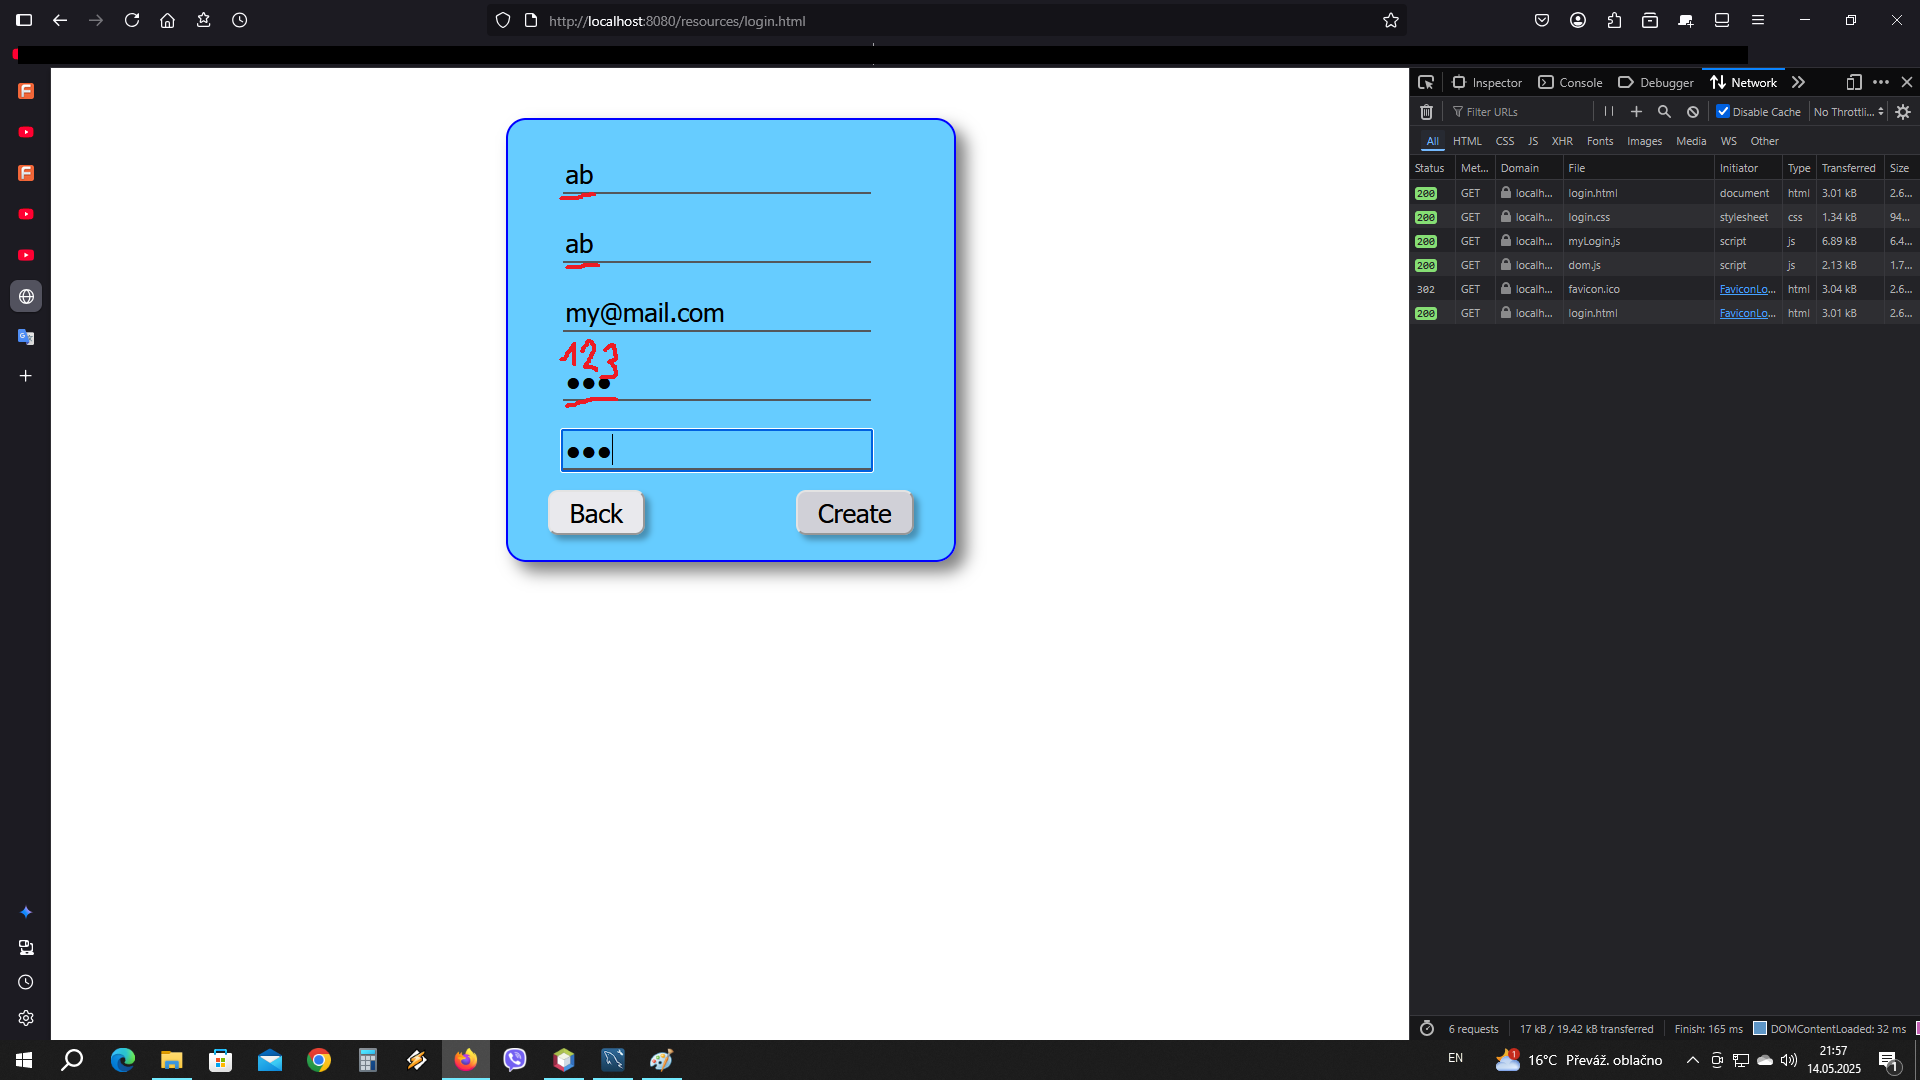 http://localhost:8080/resources/login.html
Inspector Console Debugger Network
Filter URLs Disable Cache No Throttli...
All HTML CSS JS XHR Fonts Images Media WS Other
Status Met... Domain File Initiator Type Transferred Size
200 GET localh... login.html document html 3.01 kB 2.6...
200 GET localh... login.css stylesheet css 1.34 kB 94...
200 GET localh... myLogin.js script js 6.89 kB 6.4...
200 GET localh... dom.js script js 2.13 kB 1.7...
302 GET localh... favicon.ico FaviconLo... html 3.04 kB 2.6...
200 GET localh... login.html FaviconLo... html 3.01 kB 2.6...
ab
ab
my@mail.com
123
•••
•••
Back Create
6 requests 17 kB / 19.42 kB transferred Finish: 165 ms DOMContentLoaded: 32 ms
EN 1 16°C Převáž. oblačno 21:57
14.05.2025 1